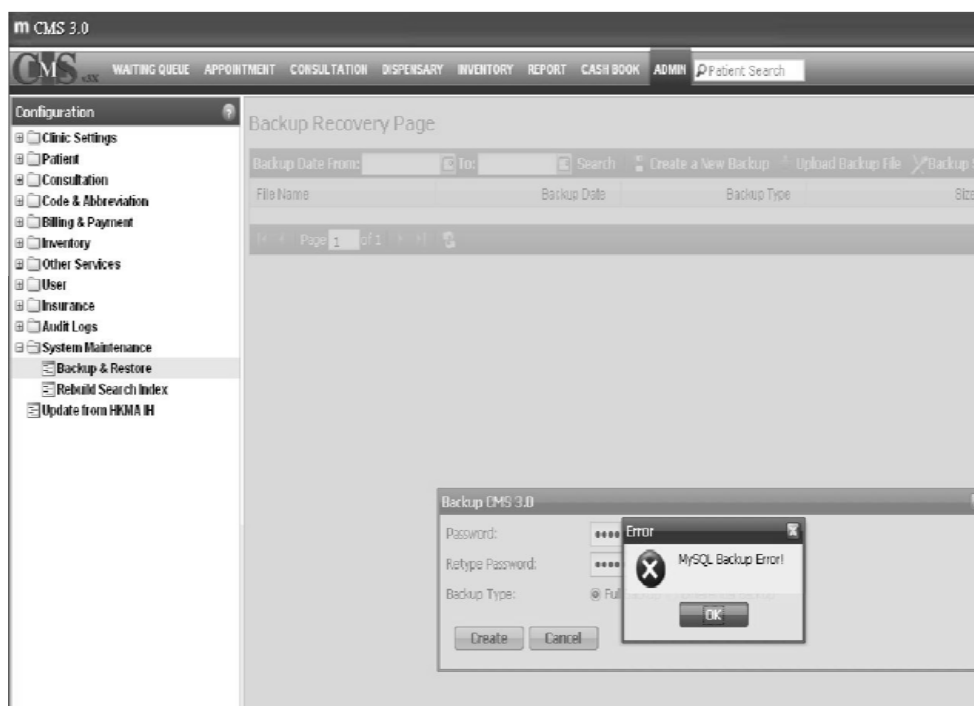 m CMS 3.0
CMS v3X WAITING QUEUE APPOINTMENT CONSULTATION DISPENSARY INVENTORY REPORT CASH BOOK ADMIN Patient Search
Configuration ?
Clinic Settings
Patient
Consultation
Code & Abbreviation
Billing & Payment
Inventory
Other Services
User
Insurance
Audit Logs
System Maintenance
Backup & Restore
Rebuild Search Index
Update from HKMA IH
Backup Recovery Page
Backup Date From: To: Search Create a New Backup Upload Backup File Backup
File Name Backup Date Backup Type Size
Page 1 of 1
Backup CMS 3.0
Password:
Retype Password:
Backup Type: Ful
Create Cancel
Error
MySQL Backup Error!
OK